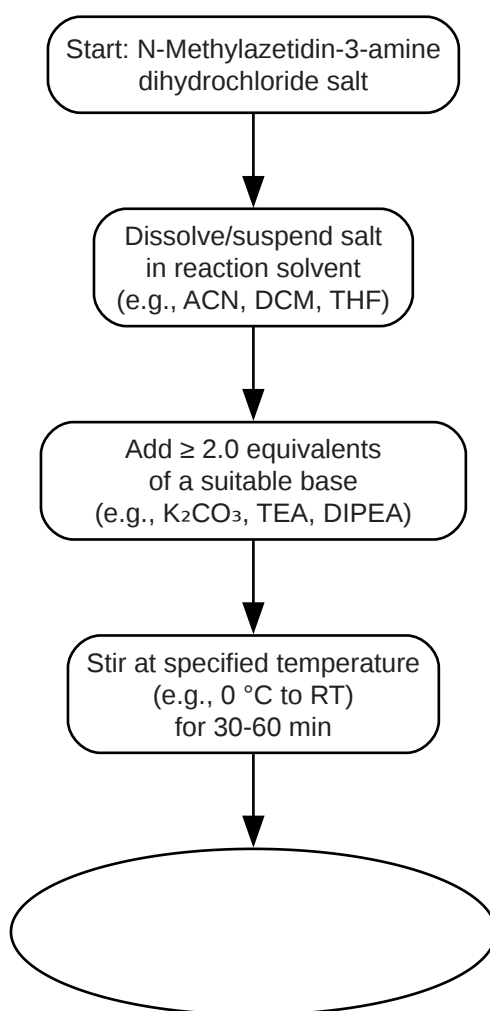 Start: N-Methylazetidin-3-amine
dihydrochloride salt
Dissolve/suspend salt
in reaction solvent
(e.g., ACN, DCM, THF)
Add ≥ 2.0 equivalents
of a suitable base
(e.g., K₂CO₃, TEA, DIPEA)
Stir at specified temperature
(e.g., 0 °C to RT)
for 30-60 min